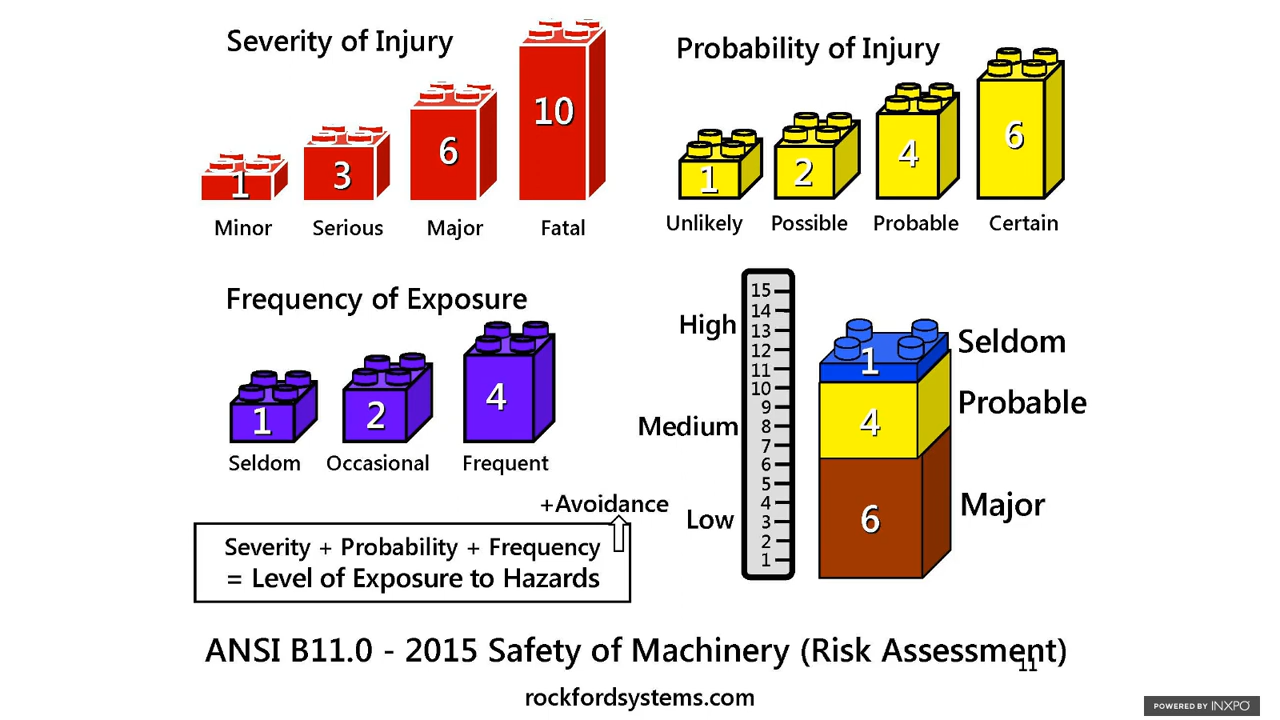 Severity of Injury
1
3
6
10
Minor
Serious
Major
Fatal
Probability of Injury
1
2
4
6
Unlikely
Possible
Probable
Certain
Frequency of Exposure
1
2
4
Seldom
Occasional
Frequent
+Avoidance
Severity + Probability + Frequency
= Level of Exposure to Hazards
High
Medium
Low
15
14
13
12
11
10
9
8
7
6
5
4
3
2
1
1
4
6
Seldom
Probable
Major
ANSI B11.0 - 2015 Safety of Machinery (Risk Assessment)
11
rockfordsystems.com
POWERED BY INXPO